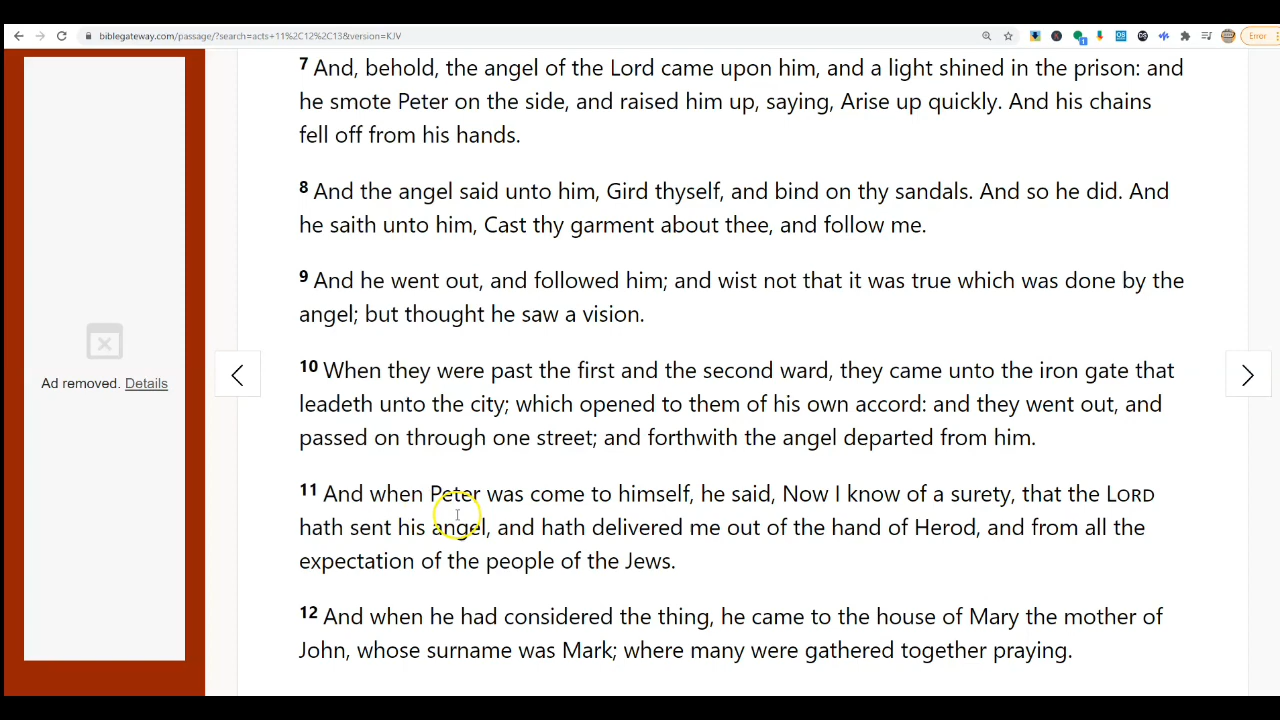 biblegateway.com/passage/?search=acts+11%2C12%2C13&version=KJV
Error
7 And, behold, the angel of the Lord came upon him, and a light shined in the prison: and
he smote Peter on the side, and raised him up, saying, Arise up quickly. And his chains
fell off from his hands.
8 And the angel said unto him, Gird thyself, and bind on thy sandals. And so he did. And
he saith unto him, Cast thy garment about thee, and follow me.
9 And he went out, and followed him; and wist not that it was true which was done by the
angel; but thought he saw a vision.
Ad removed. Details
10 When they were past the first and the second ward, they came unto the iron gate that
leadeth unto the city; which opened to them of his own accord: and they went out, and
passed on through one street; and forthwith the angel departed from him.
11 And when Peter was come to himself, he said, Now I know of a surety, that the LORD
hath sent his angel, and hath delivered me out of the hand of Herod, and from all the
expectation of the people of the Jews.
12 And when he had considered the thing, he came to the house of Mary the mother of
John, whose surname was Mark; where many were gathered together praying.